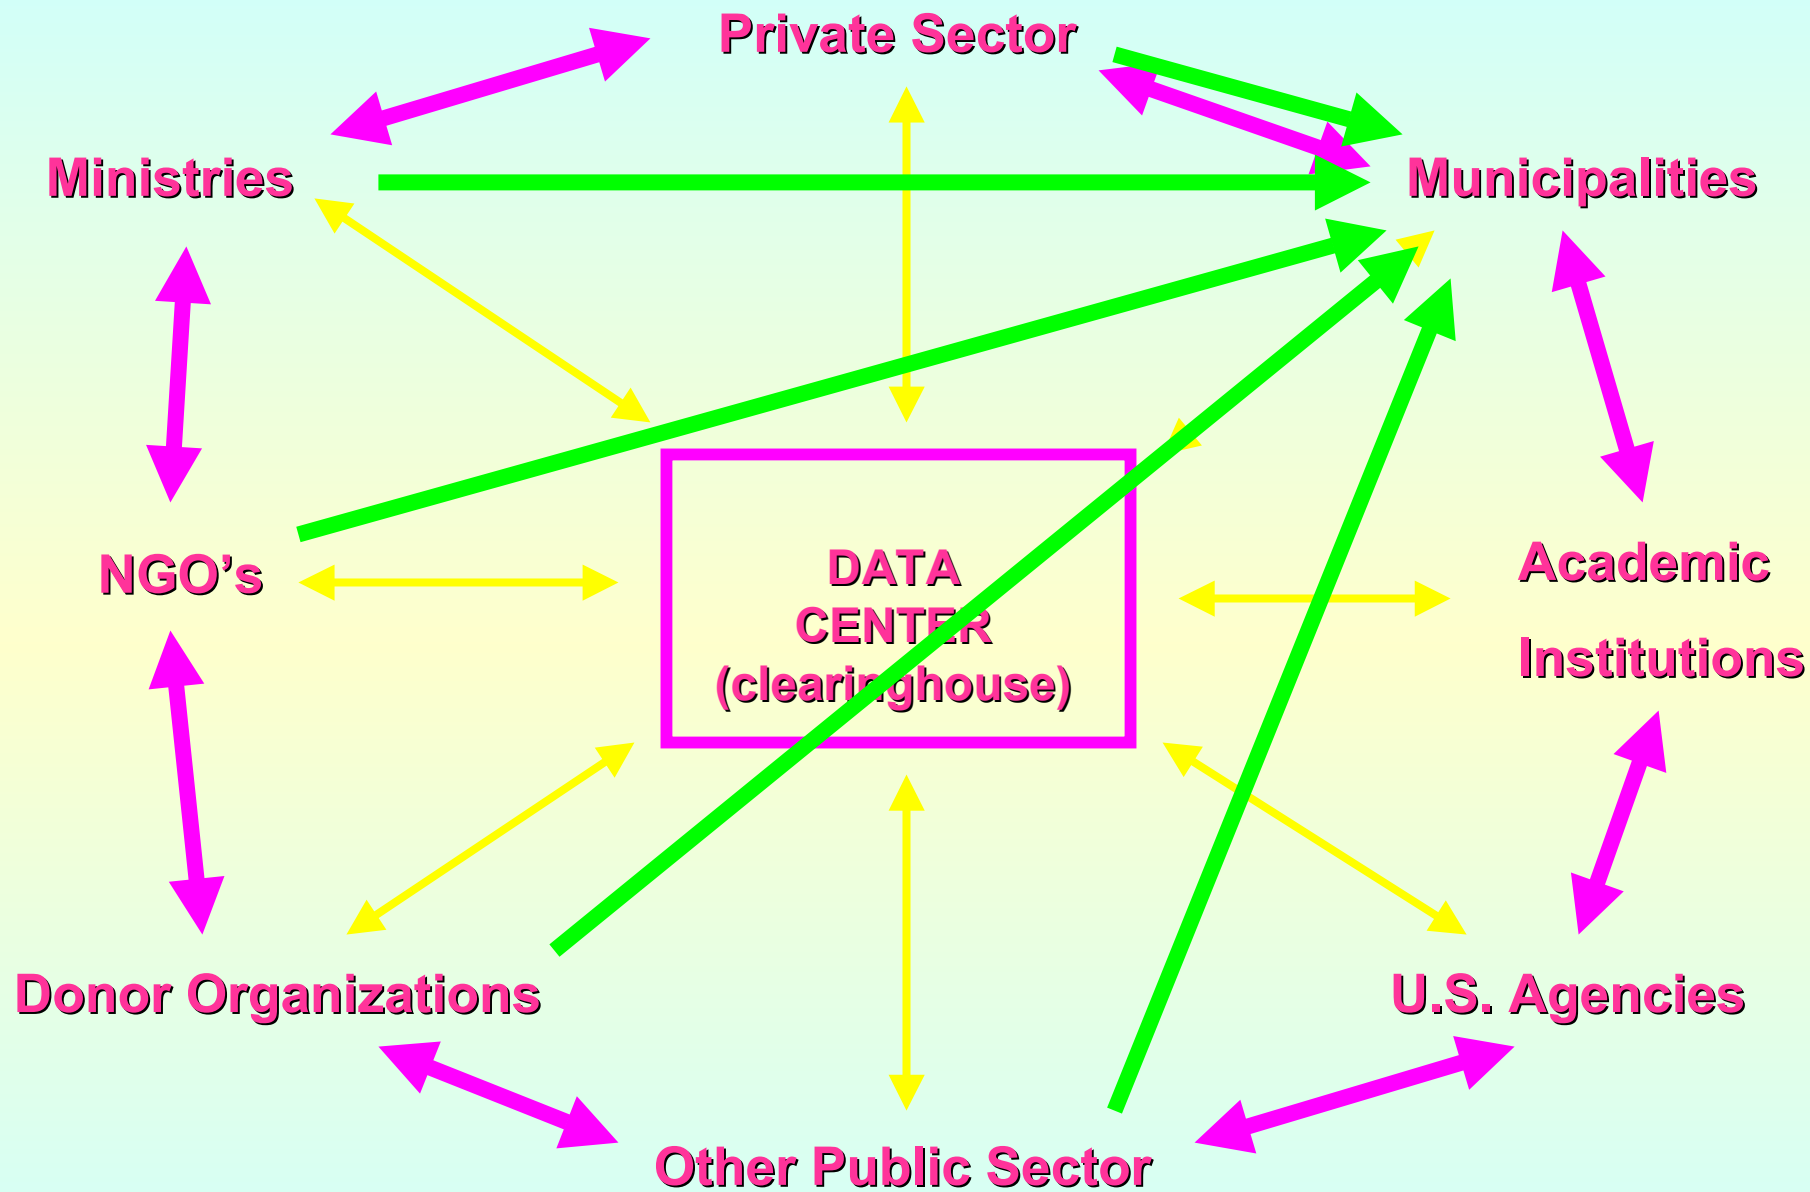 Private Sector
Ministries
Municipalities
NGO’s
DATA
CENTER
(clearinghouse)
Academic
Institutions
Donor Organizations
U.S. Agencies
Other Public Sector